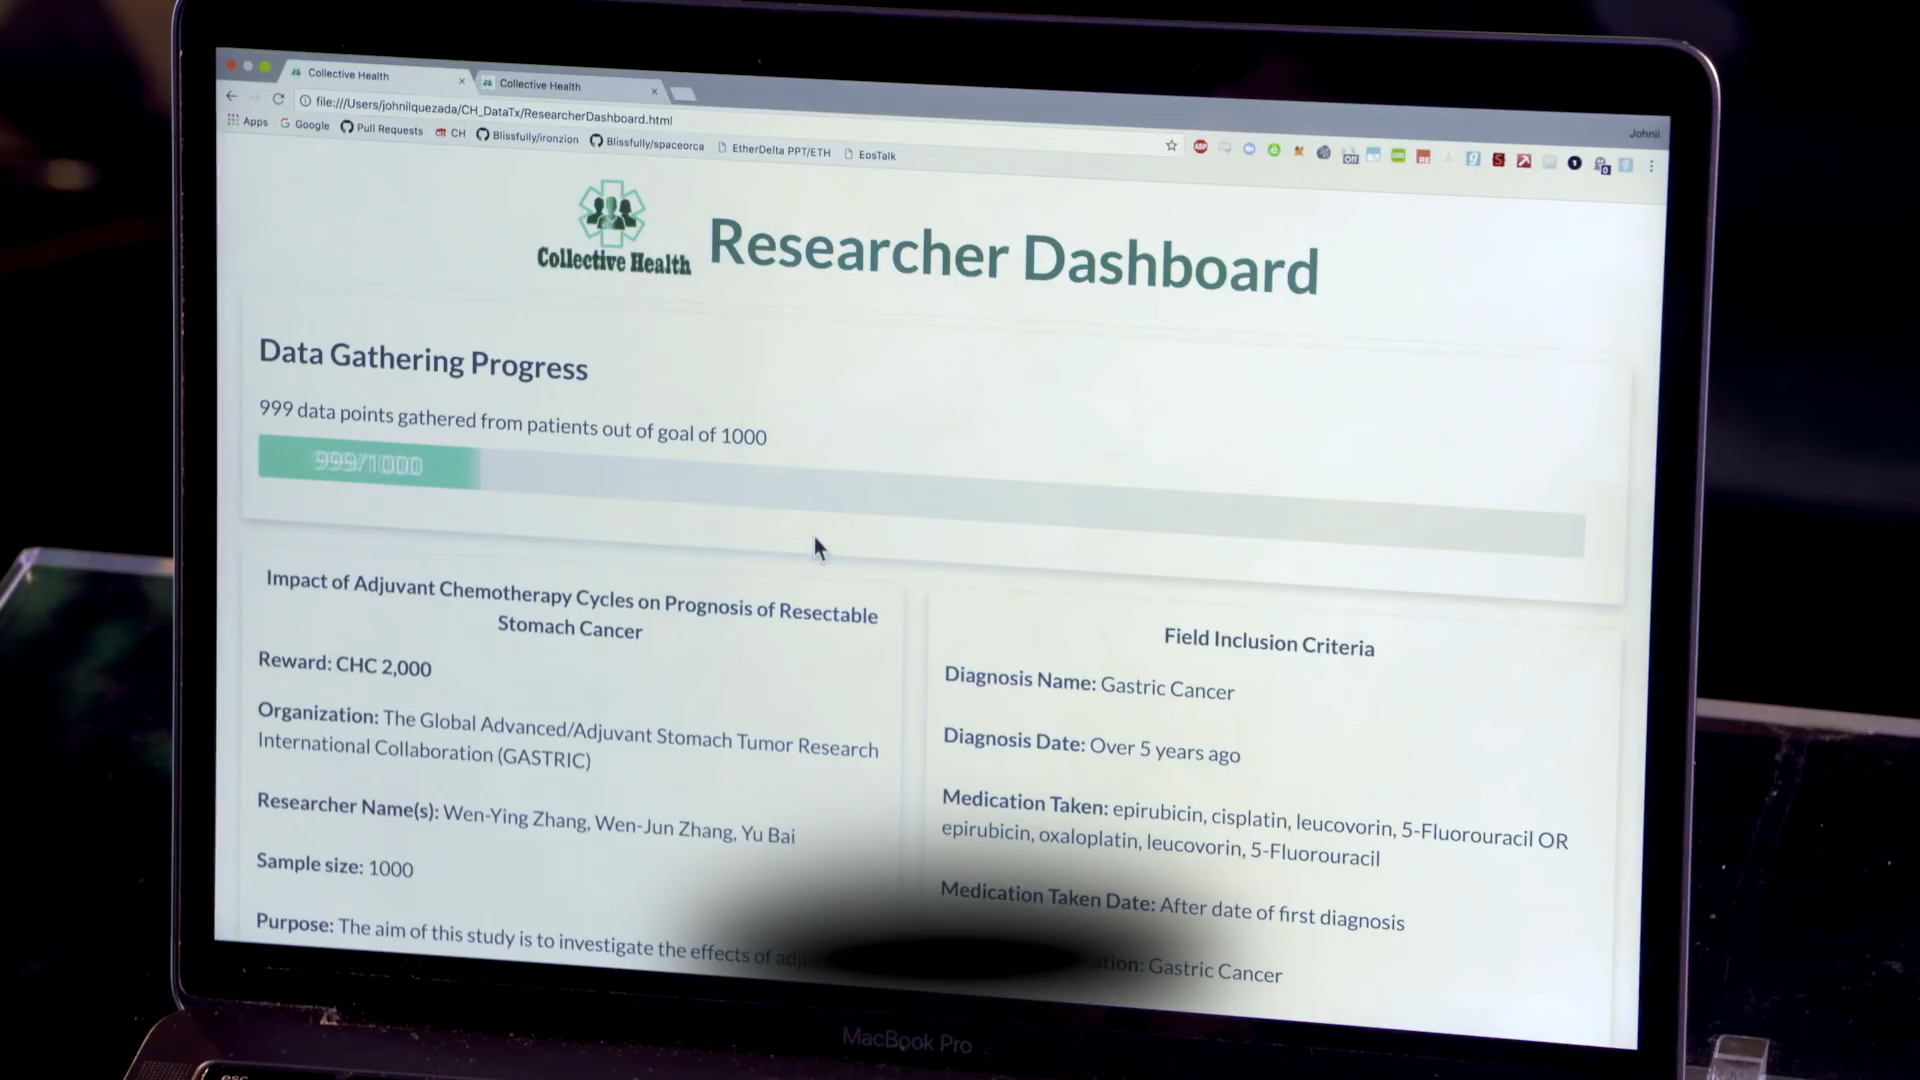 Collective Health
Collective Health
file:///Users/johnilquezada/CH_DataTx/ResearcherDashboard.html
Johnil
Apps Google Pull Requests CH Blissfully/ironzion Blissfully/spaceorca EtherDelta PPT/ETH EosTalk
Collective Health
Researcher Dashboard
Data Gathering Progress
999 data points gathered from patients out of goal of 1000
999/1000
Impact of Adjuvant Chemotherapy Cycles on Prognosis of Resectable
Stomach Cancer
Reward: CHC 2,000
Organization: The Global Advanced/Adjuvant Stomach Tumor Research
International Collaboration (GASTRIC)
Researcher Name(s): Wen-Ying Zhang, Wen-Jun Zhang, Yu Bai
Sample size: 1000
Purpose: The aim of this study is to investigate the effects of
Field Inclusion Criteria
Diagnosis Name: Gastric Cancer
Diagnosis Date: Over 5 years ago
Medication Taken: epirubicin, cisplatin, leucovorin, 5-Fluorouracil OR
epirubicin, oxaloplatin, leucovorin, 5-Fluorouracil
Medication Taken Date: After date of first diagnosis
Gastric Cancer
MacBook Pro
esc